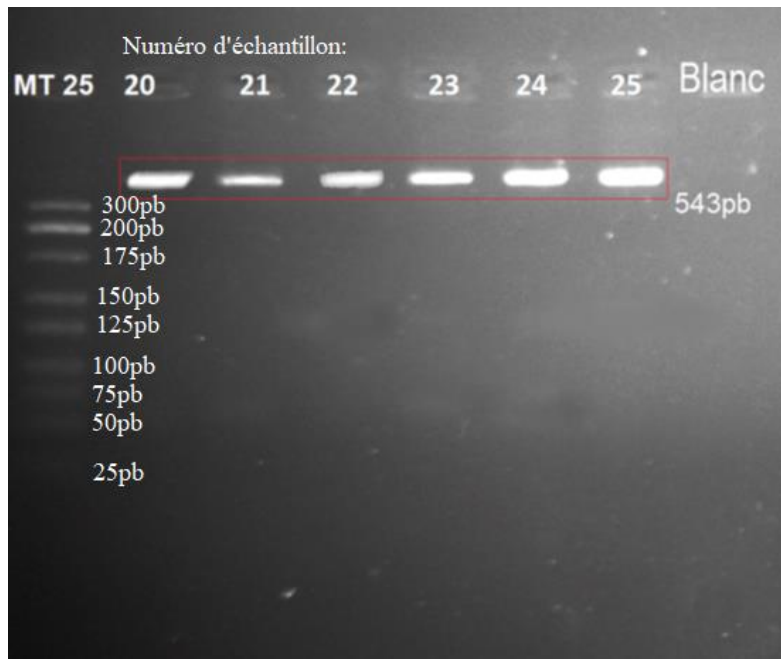 Numéro d'échantillon:
MT 25 20 21 22 23 24 25 Blanc
543pb
300pb
200pb
175pb
150pb
125pb
100pb
75pb
50pb
25pb